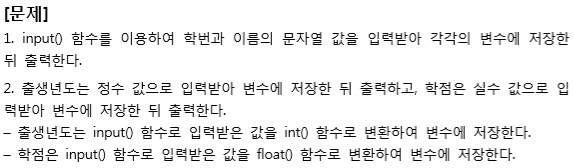 [문제]
1. input() 함수를 이용하여 학번과 이름의 문자열 값을 입력받아 각각의 변수에 저장한
뒤 출력한다.
2. 출생년도는 정수 값으로 입력받아 변수에 저장한 뒤 출력하고, 학점은 실수 값으로 입
력받아 변수에 저장한 뒤 출력한다.
– 출생년도는 input() 함수로 입력받은 값을 int() 함수로 변환하여 변수에 저장한다.
– 학점은 input() 함수로 입력받은 값을 float() 함수로 변환하여 변수에 저장한다.